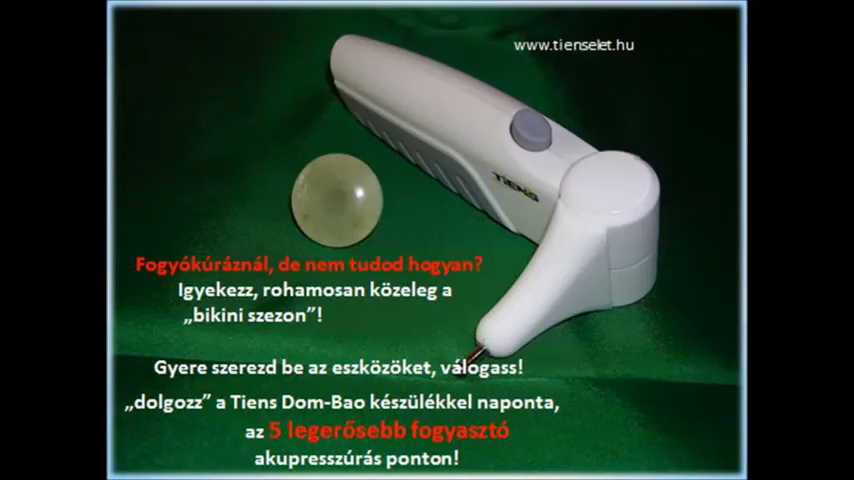 www.tienselet.hu
TIENS
Fogyókúráznál, de nem tudod hogyan?
Igyekezz, rohamosan közeleg a
„bikini szezon”!
Gyere szerezd be az eszközöket, válogass!
„dolgozz” a Tiens Dom-Bao készülékkel naponta,
az 5 legerősebb fogyasztó
akupresszúrás ponton!